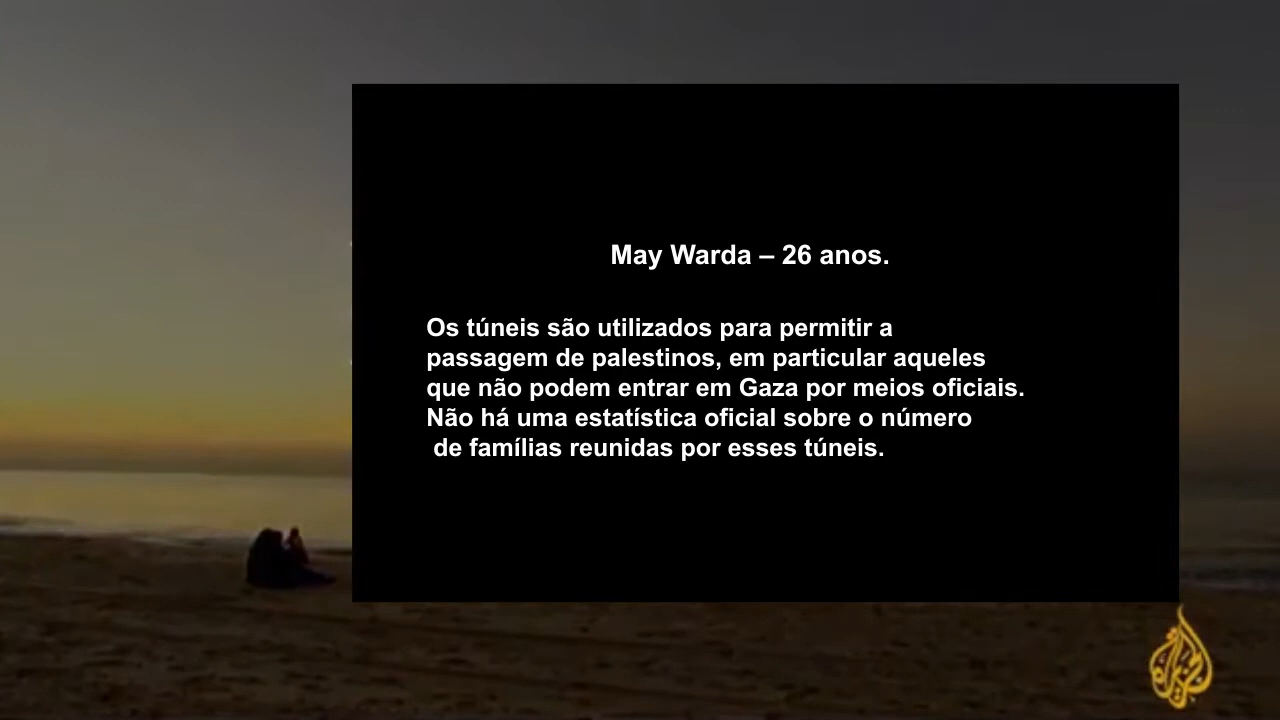 May Warda – 26 anos.
Os túneis são utilizados para permitir a
passagem de palestinos, em particular aqueles
que não podem entrar em Gaza por meios oficiais.
Não há uma estatística oficial sobre o número
de famílias reunidas por esses túneis.
الجزيرة